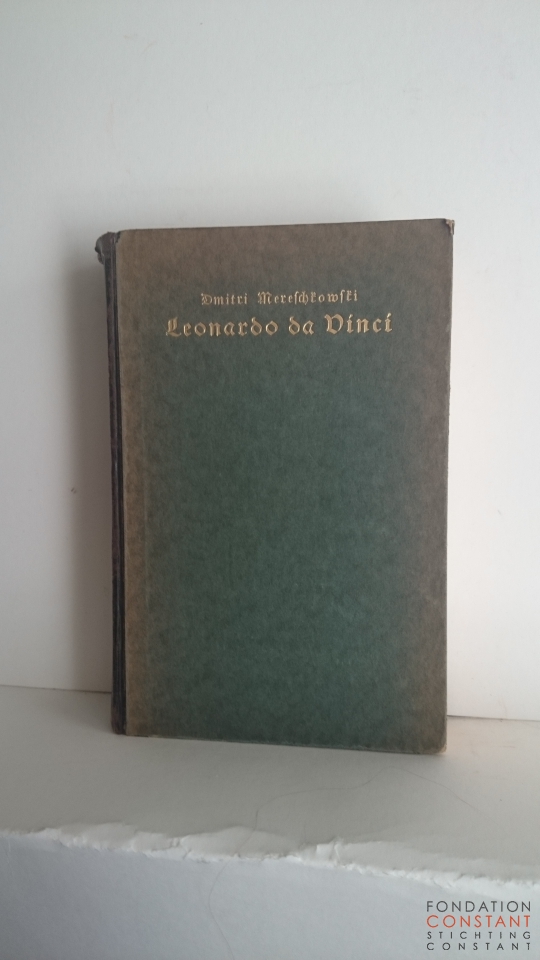 Dmitri Mereschkowski
Leonardo da Vinci
FONDATION
CONSTANT
STICHTING
CONSTANT